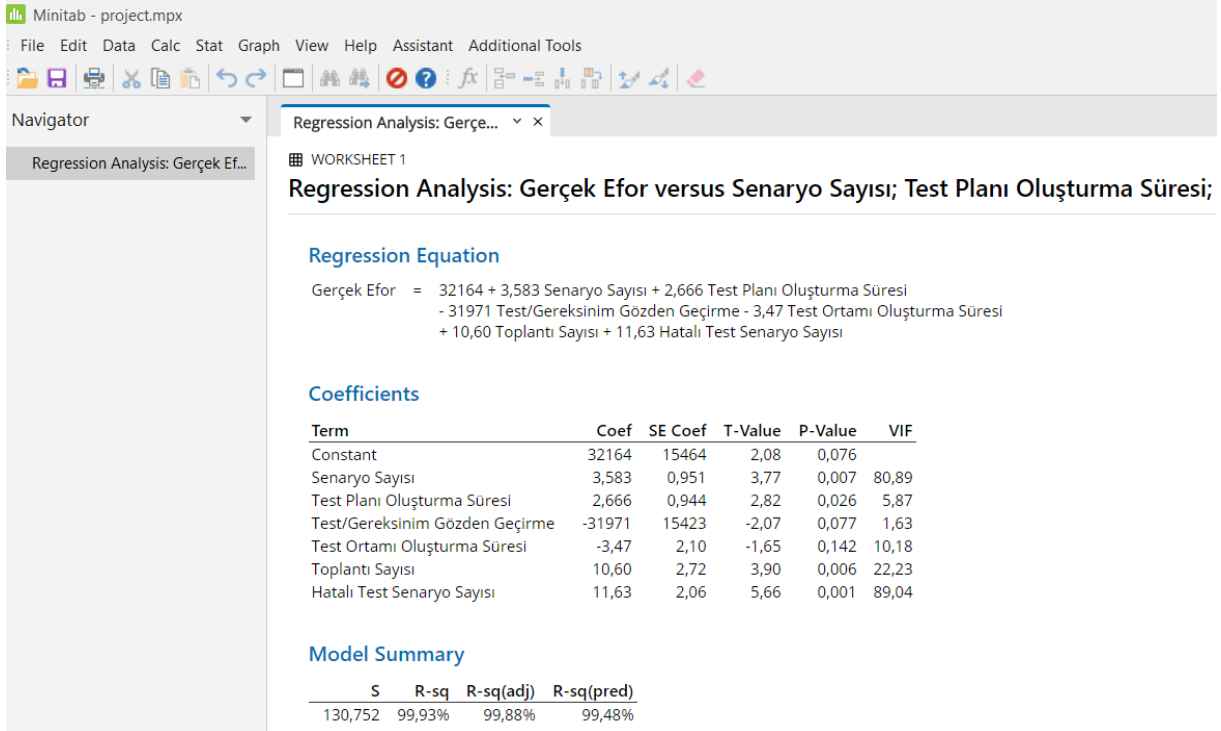 Minitab - project.mpx
File Edit Data Calc Stat Graph View Help Assistant Additional Tools
Navigator
Regression Analysis: Gerçe...
Regression Analysis: Gerçek Ef...
WORKSHEET 1
Regression Analysis: Gerçek Efor versus Senaryo Sayısı; Test Planı Oluşturma Süresi;
Regression Equation
Gerçek Efor = 32164 + 3,583 Senaryo Sayısı + 2,666 Test Planı Oluşturma Süresi
- 31971 Test/Gereksinim Gözden Geçirme - 3,47 Test Ortamı Oluşturma Süresi
+ 10,60 Toplantı Sayısı + 11,63 Hatalı Test Senaryo Sayısı
Coefficients
Term Coef SE Coef T-Value P-Value VIF
Constant 32164 15464 2,08 0,076
Senaryo Sayısı 3,583 0,951 3,77 0,007 80,89
Test Planı Oluşturma Süresi 2,666 0,944 2,82 0,026 5,87
Test/Gereksinim Gözden Geçirme -31971 15423 -2,07 0,077 1,63
Test Ortamı Oluşturma Süresi -3,47 2,10 -1,65 0,142 10,18
Toplantı Sayısı 10,60 2,72 3,90 0,006 22,23
Hatalı Test Senaryo Sayısı 11,63 2,06 5,66 0,001 89,04
Model Summary
S R-sq R-sq(adj) R-sq(pred)
130,752 99,93% 99,88% 99,48%